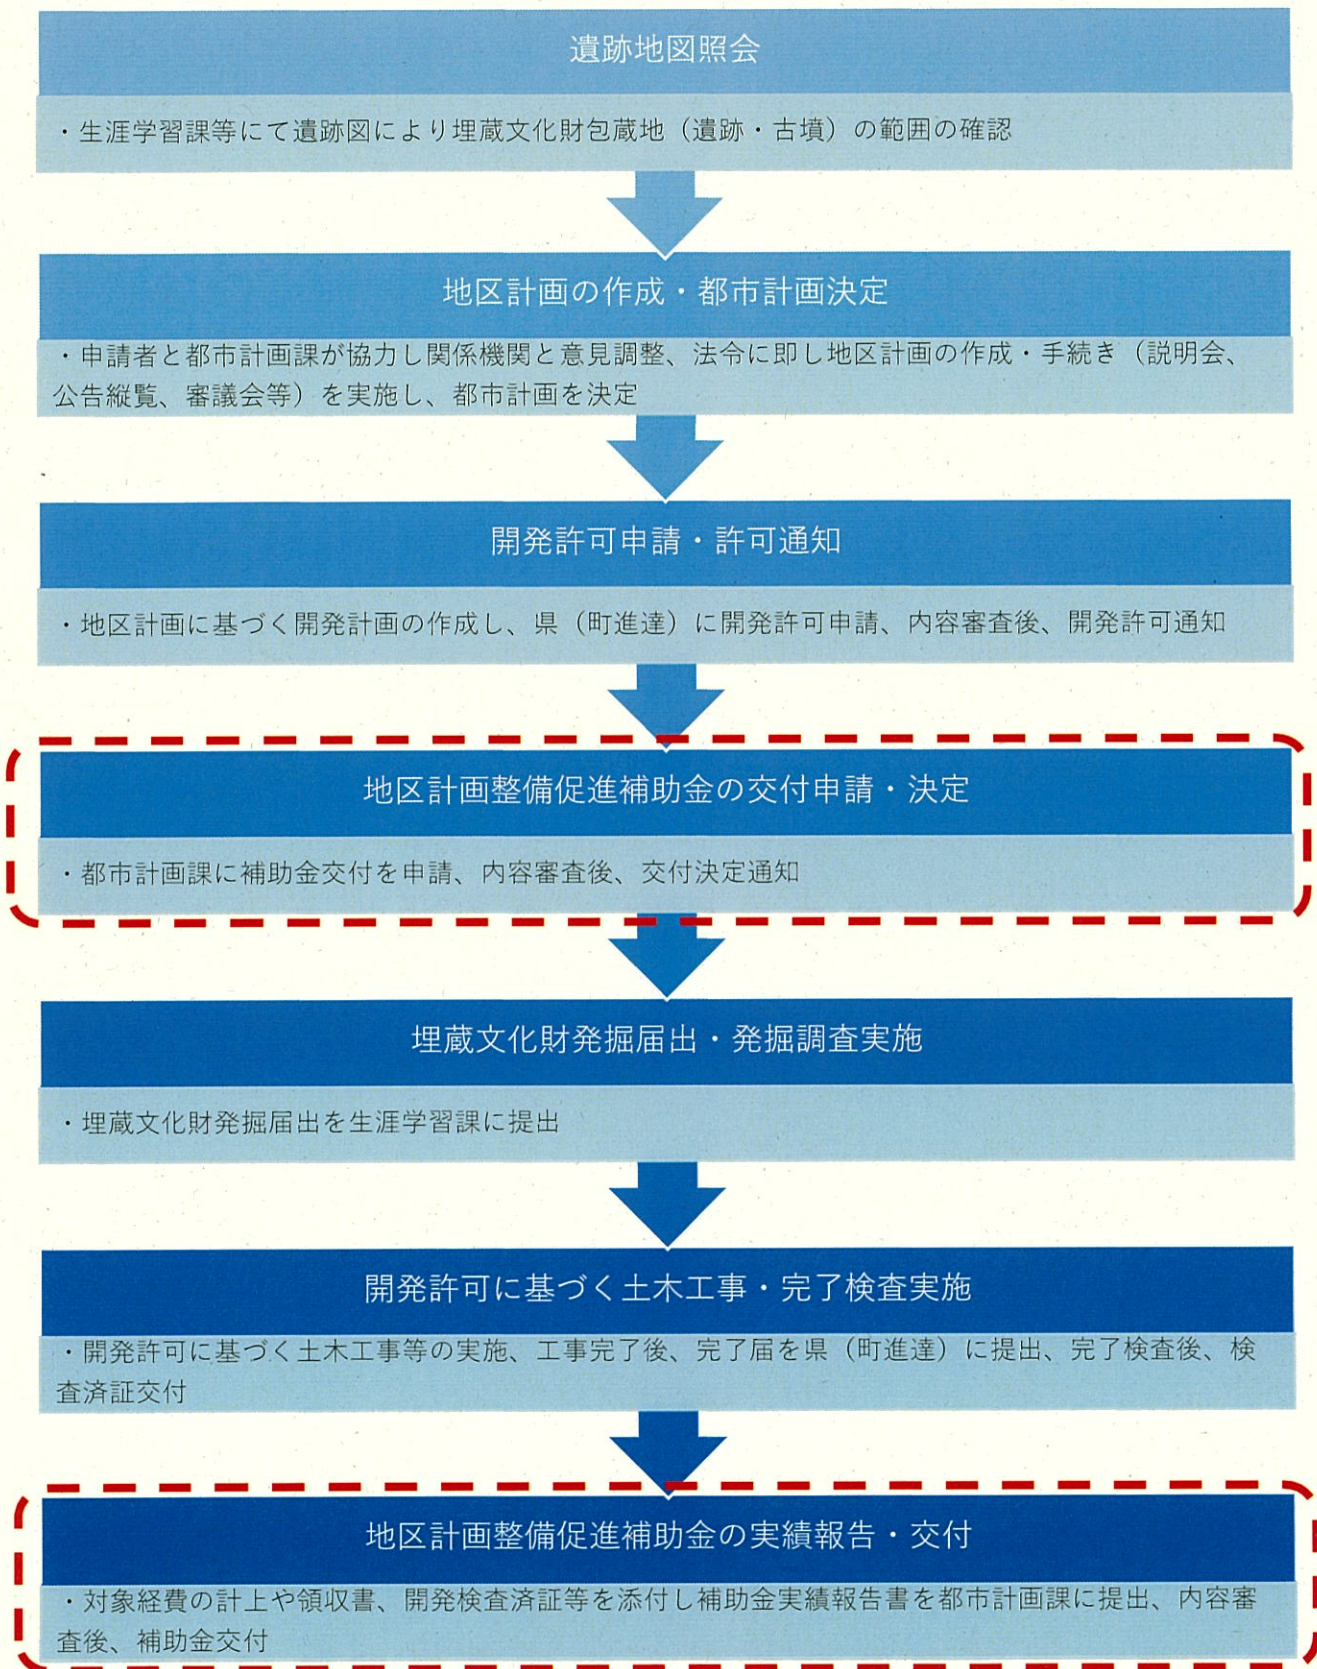 遺跡地図照会
・生涯学習課等にて遺跡図により埋蔵文化財包蔵地（遺跡・古墳）の範囲の確認
地区計画の作成・都市計画決定
・申請者と都市計画課が協力し関係機関と意見調整、法令に即し地区計画の作成・手続き（説明会、
公告縦覧、審議会等）を実施し、都市計画を決定
開発許可申請・許可通知
・地区計画に基づく開発計画の作成し、県（町進達）に開発許可申請、内容審査後、開発許可通知
地区計画整備促進補助金の交付申請・決定
・都市計画課に補助金交付を申請、内容審査後、交付決定通知
埋蔵文化財発掘届出・発掘調査実施
・埋蔵文化財発掘届出を生涯学習課に提出
開発許可に基づく土木工事・完了検査実施
・開発許可に基づく土木工事等の実施、工事完了後、完了届を県（町進達）に提出、完了検査後、検
査済証交付
地区計画整備促進補助金の実績報告・交付
・対象経費の計上や領収書、開発検査済証等を添付し補助金実績報告書を都市計画課に提出、内容審
査後、補助金交付